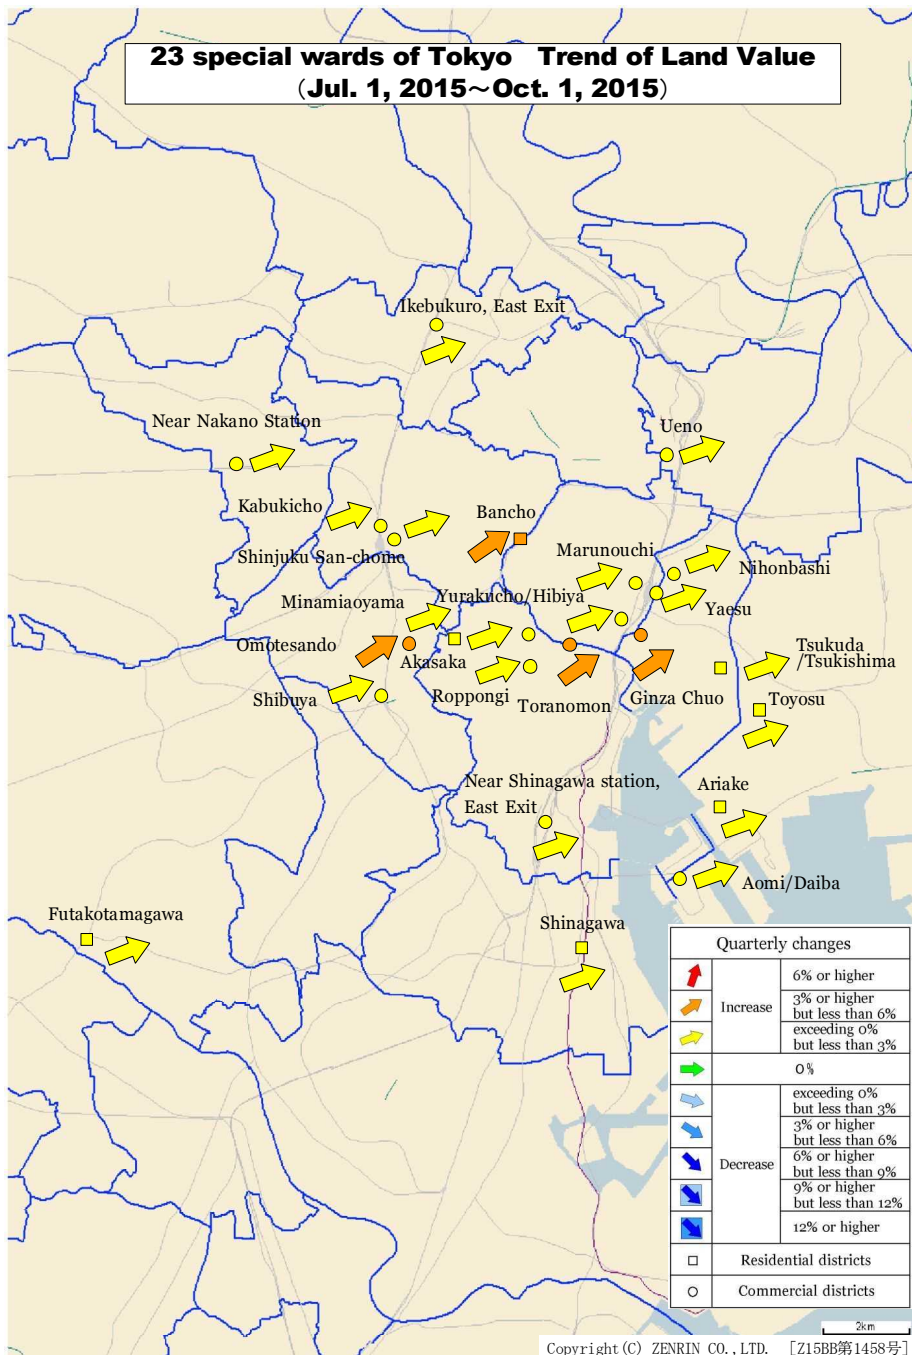 23 special wards of Tokyo Trend of Land Value
（Jul. 1, 2015～Oct. 1, 2015）
Ikebukuro, East Exit
Near Nakano Station
Ueno
Kabukicho
Bancho
Shinjuku San-chome
Marunouchi
Nihonbashi
Minamiaoyama
Yurakucho/Hibiya
Yaesu
Omotesando
Akasaka
Tsukuda
/Tsukishima
Shibuya
Roppongi
Toranomon
Ginza Chuo
Toyosu
Near Shinagawa station,
East Exit
Ariake
Aomi/Daiba
Futakotamagawa
Shinagawa
Quarterly changes
Increase
6% or higher
3% or higher
but less than 6%
exceeding 0%
but less than 3%
0%
Decrease
exceeding 0%
but less than 3%
3% or higher
but less than 6%
6% or higher
but less than 9%
9% or higher
but less than 12%
12% or higher
Residential districts
Commercial districts
2km
Copyright(C) ZENRIN CO.,LTD. [Z15BB第1458号]